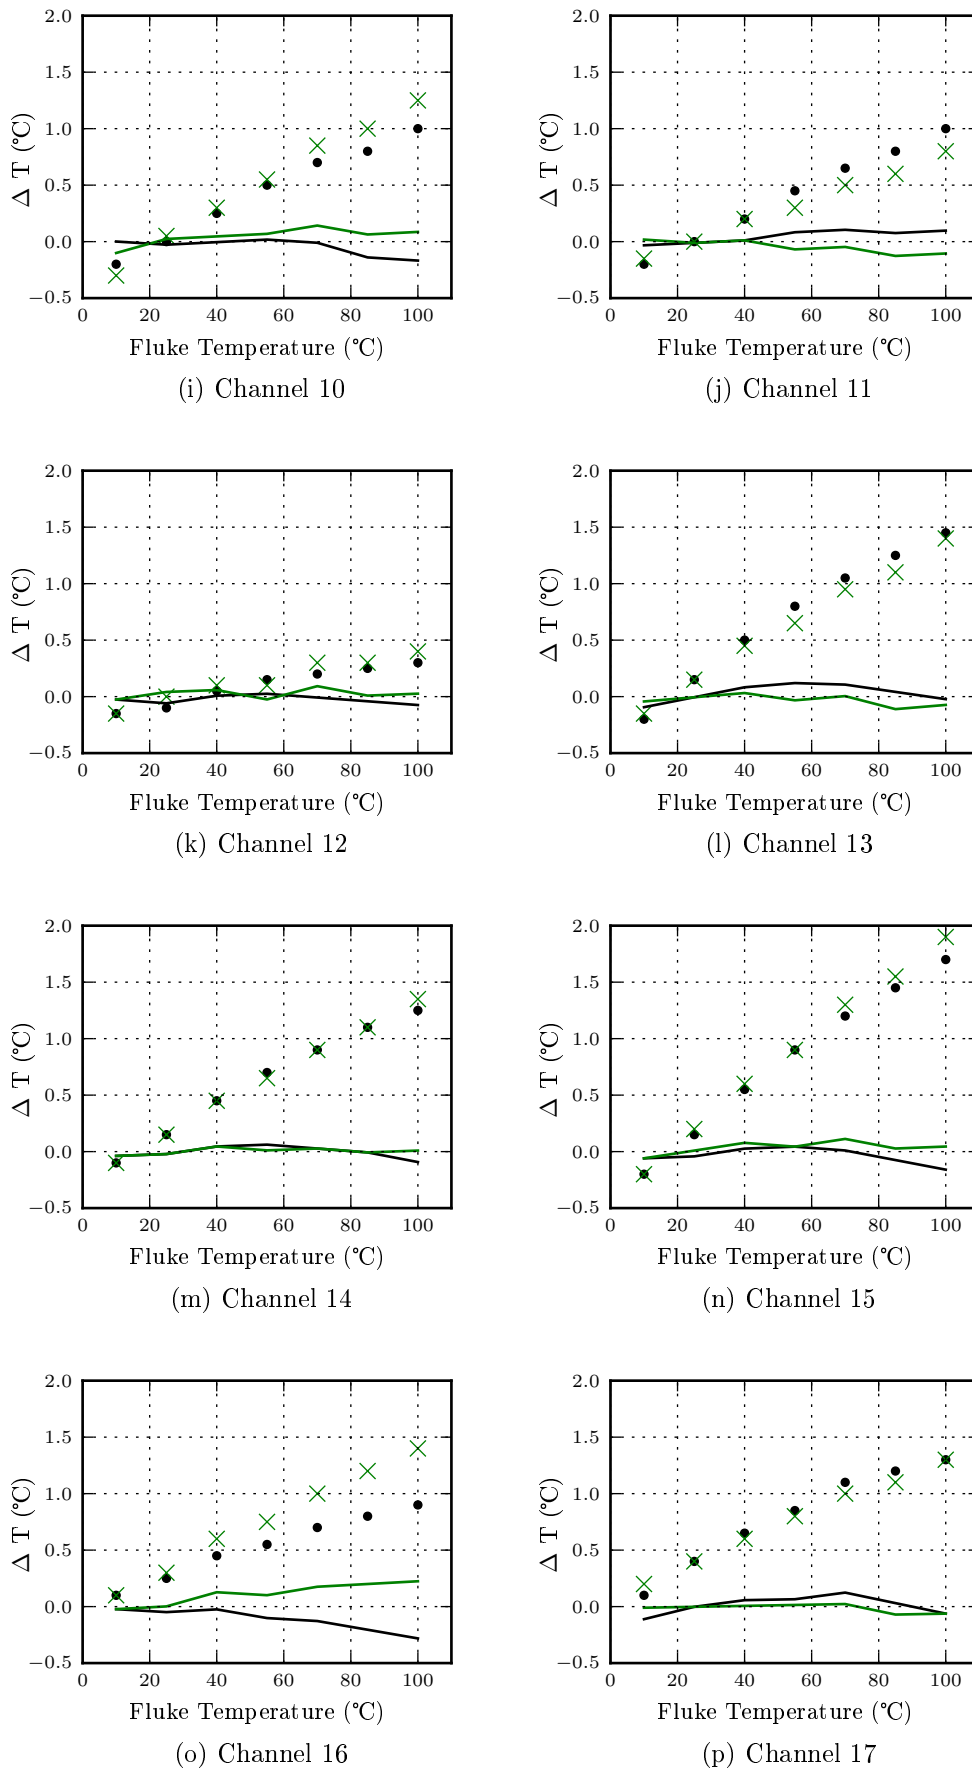 2.0
1.5
1.0
0.5
0.0
−0.5
0 20 40 60 80 100
Δ T (°C)
Fluke Temperature (°C)
(i) Channel 10
2.0
1.5
1.0
0.5
0.0
−0.5
0 20 40 60 80 100
Δ T (°C)
Fluke Temperature (°C)
(j) Channel 11
2.0
1.5
1.0
0.5
0.0
−0.5
0 20 40 60 80 100
Δ T (°C)
Fluke Temperature (°C)
(k) Channel 12
2.0
1.5
1.0
0.5
0.0
−0.5
0 20 40 60 80 100
Δ T (°C)
Fluke Temperature (°C)
(l) Channel 13
2.0
1.5
1.0
0.5
0.0
−0.5
0 20 40 60 80 100
Δ T (°C)
Fluke Temperature (°C)
(m) Channel 14
2.0
1.5
1.0
0.5
0.0
−0.5
0 20 40 60 80 100
Δ T (°C)
Fluke Temperature (°C)
(n) Channel 15
2.0
1.5
1.0
0.5
0.0
−0.5
0 20 40 60 80 100
Δ T (°C)
Fluke Temperature (°C)
(o) Channel 16
2.0
1.5
1.0
0.5
0.0
−0.5
0 20 40 60 80 100
Δ T (°C)
Fluke Temperature (°C)
(p) Channel 17